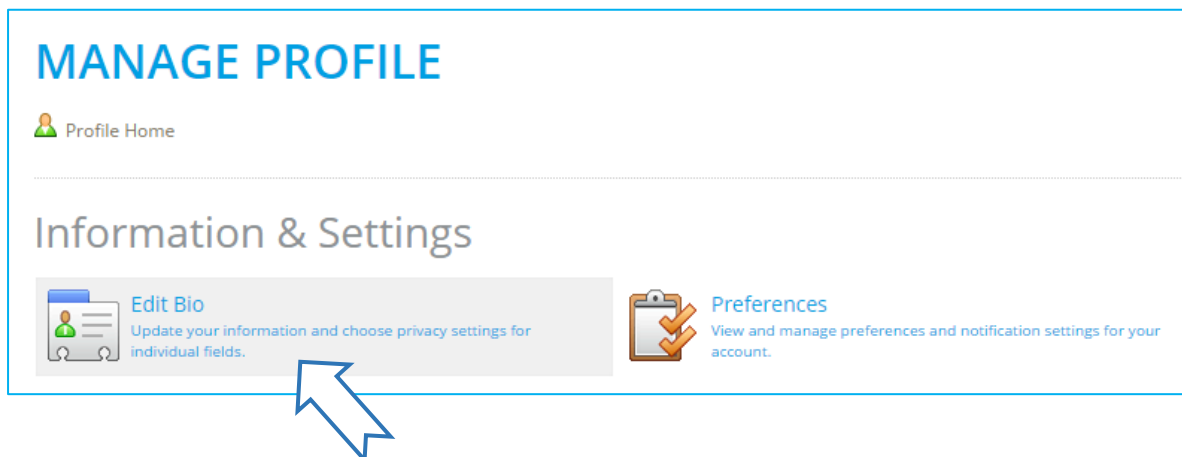 MANAGE PROFILE
Profile Home
Information & Settings
Edit Bio
Update your information and choose privacy settings for
individual fields.
Preferences
View and manage preferences and notification settings for your
account.